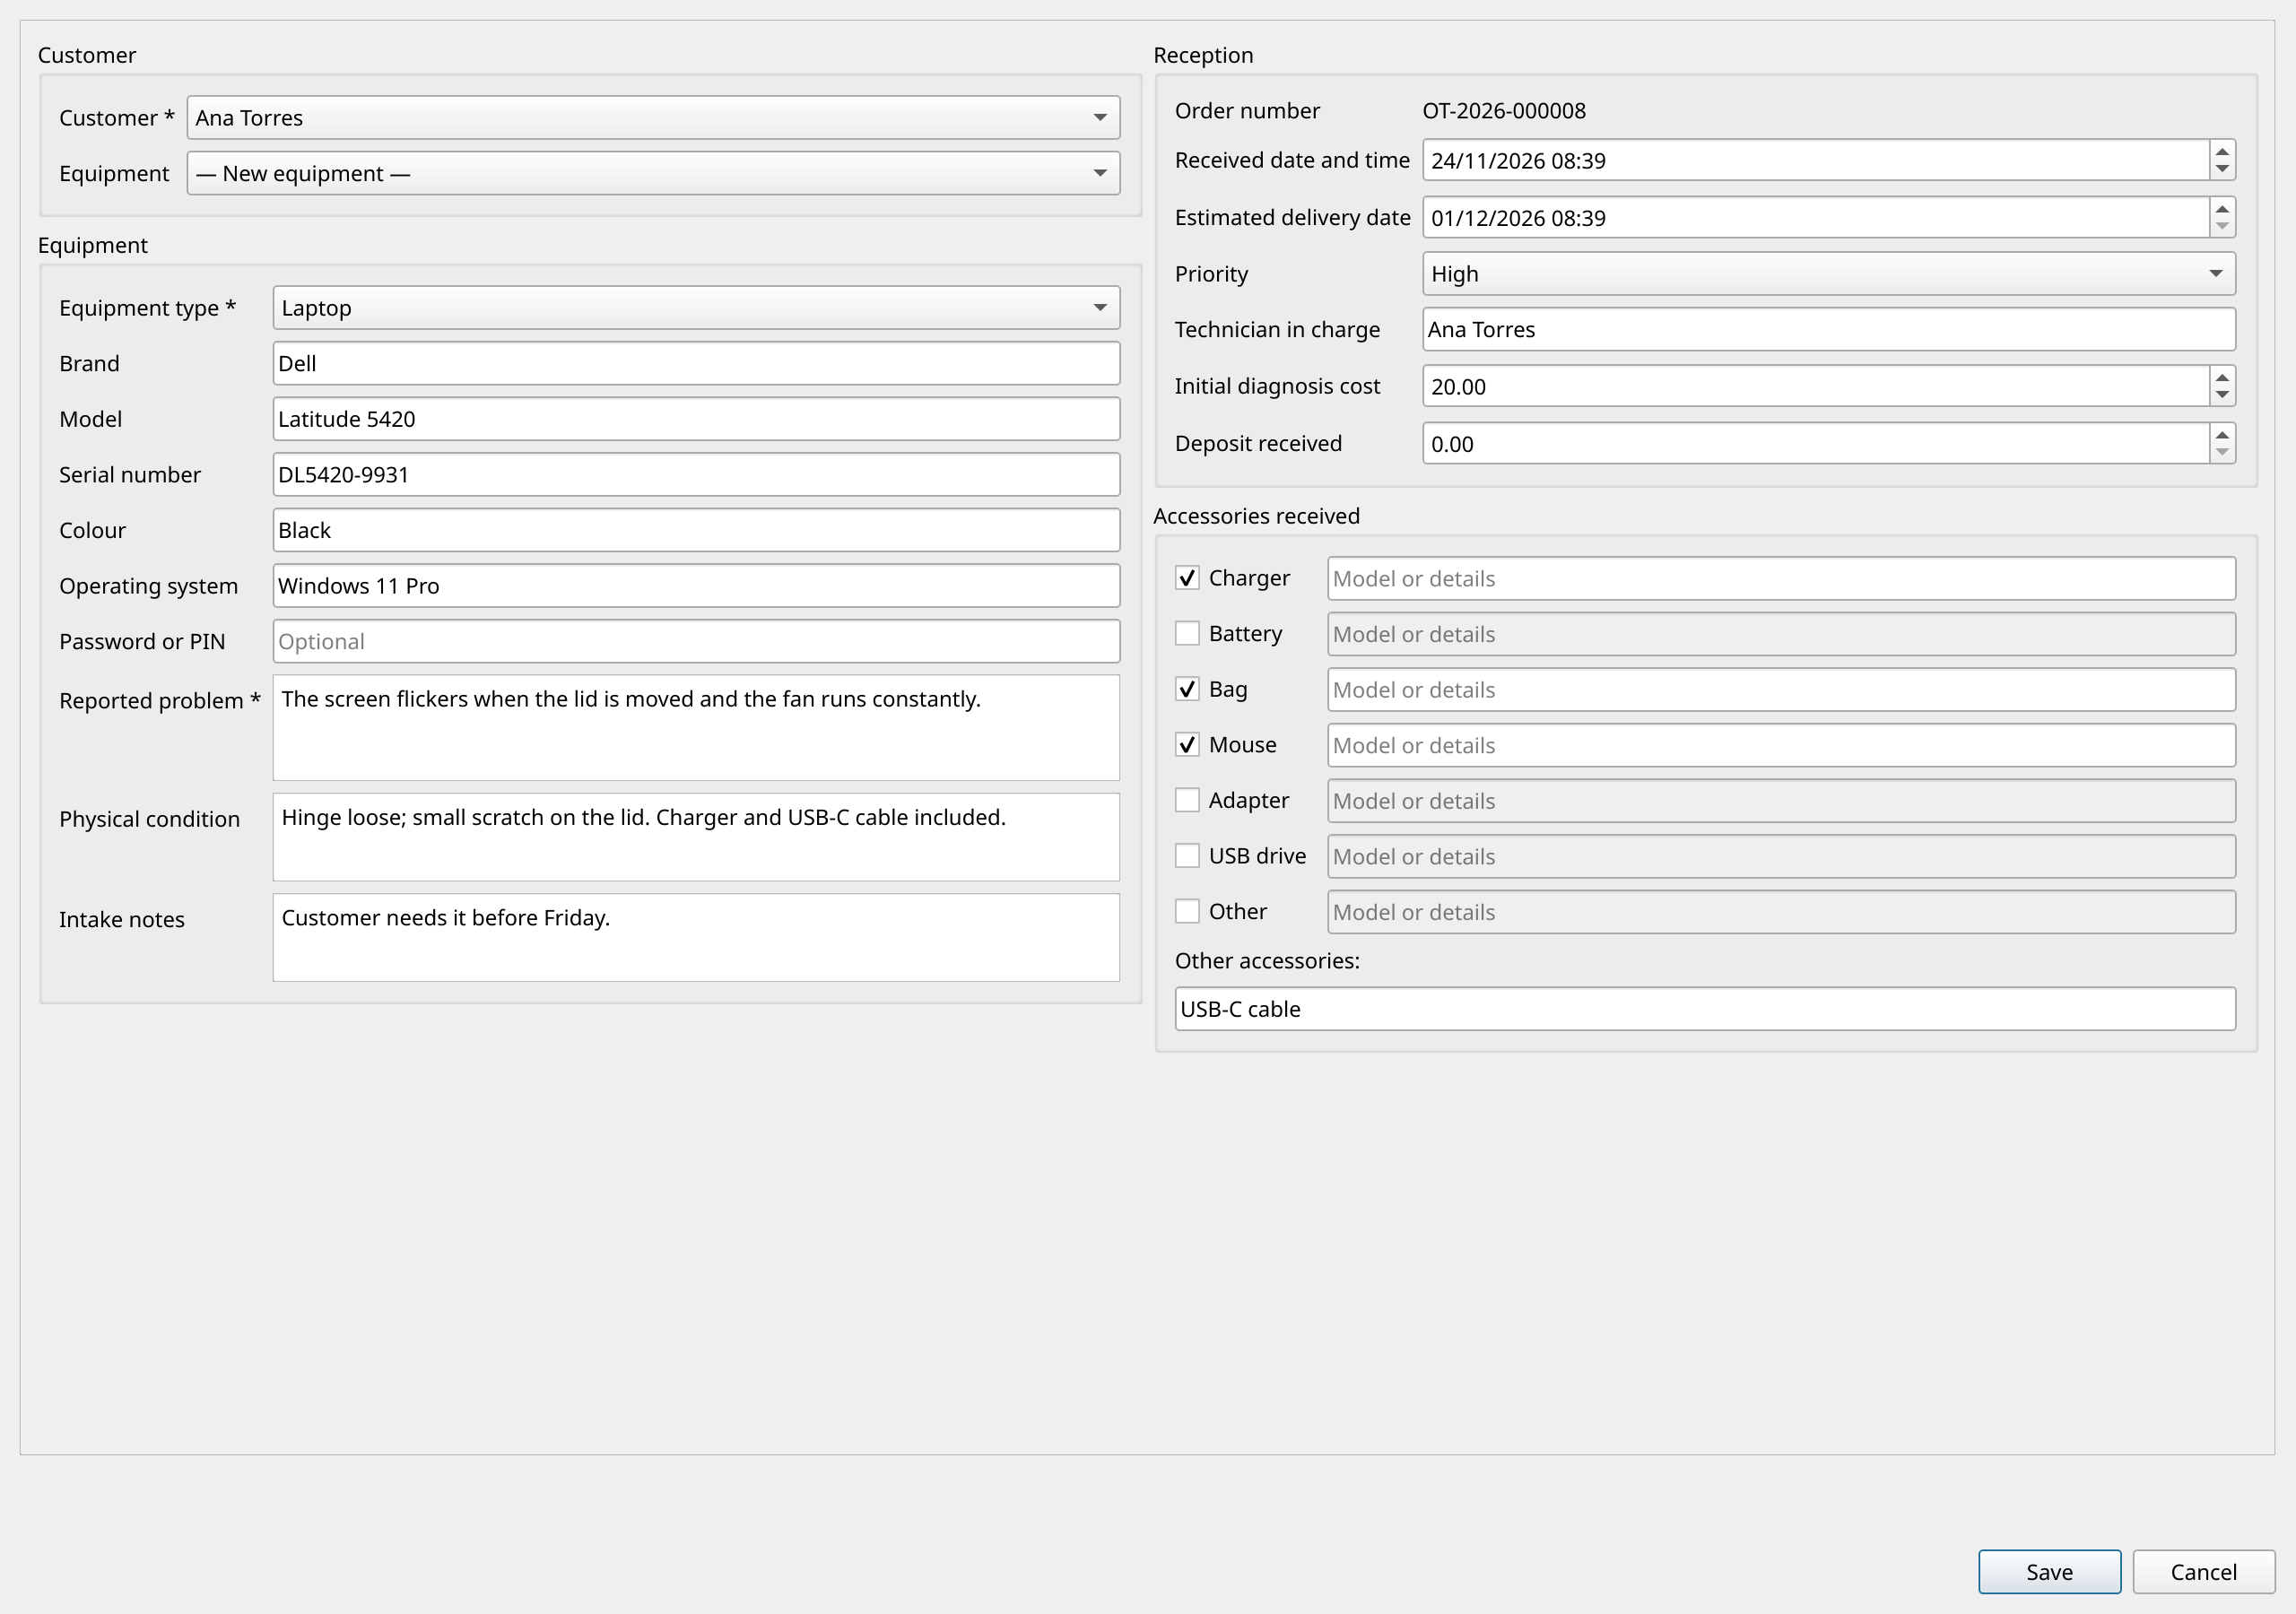 Customer
Customer * Ana Torres
Equipment — New equipment —
Equipment
Equipment type * Laptop
Brand Dell
Model Latitude 5420
Serial number DL5420-9931
Colour Black
Operating system Windows 11 Pro
Password or PIN Optional
Reported problem * The screen flickers when the lid is moved and the fan runs constantly.
Physical condition Hinge loose; small scratch on the lid. Charger and USB-C cable included.
Intake notes Customer needs it before Friday.
Reception
Order number OT-2026-000008
Received date and time 24/11/2026 08:39
Estimated delivery date 01/12/2026 08:39
Priority High
Technician in charge Ana Torres
Initial diagnosis cost 20.00
Deposit received 0.00
Accessories received
Charger Model or details
Battery Model or details
Bag Model or details
Mouse Model or details
Adapter Model or details
USB drive Model or details
Other Model or details
Other accessories:
USB-C cable
Save Cancel